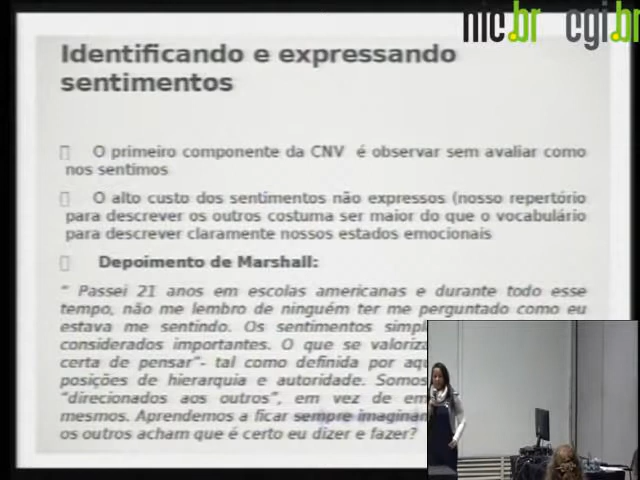 nic.br cgi.br
Identificando e expressando
sentimentos
O primeiro componente da CNV é observar sem avaliar como
nos sentimos
O alto custo dos sentimentos não expressos (nosso repertório
para descrever os outros costuma ser maior do que o vocabulário
para descrever claramente nossos estados emocionais
Depoimento de Marshall:
“ Passei 21 anos em escolas americanas e durante todo esse
tempo, não me lembro de ninguém ter me perguntado como eu
estava me sentindo. Os sentimentos
considerados importantes. O que se
certa de pensar”- tal como definida por
posições de hierarquia e autoridade. Somos
“direcionados aos outros”, em vez de
mesmos. Aprendemos a ficar sempre
os outros acham que é certo eu dizer e fazer?